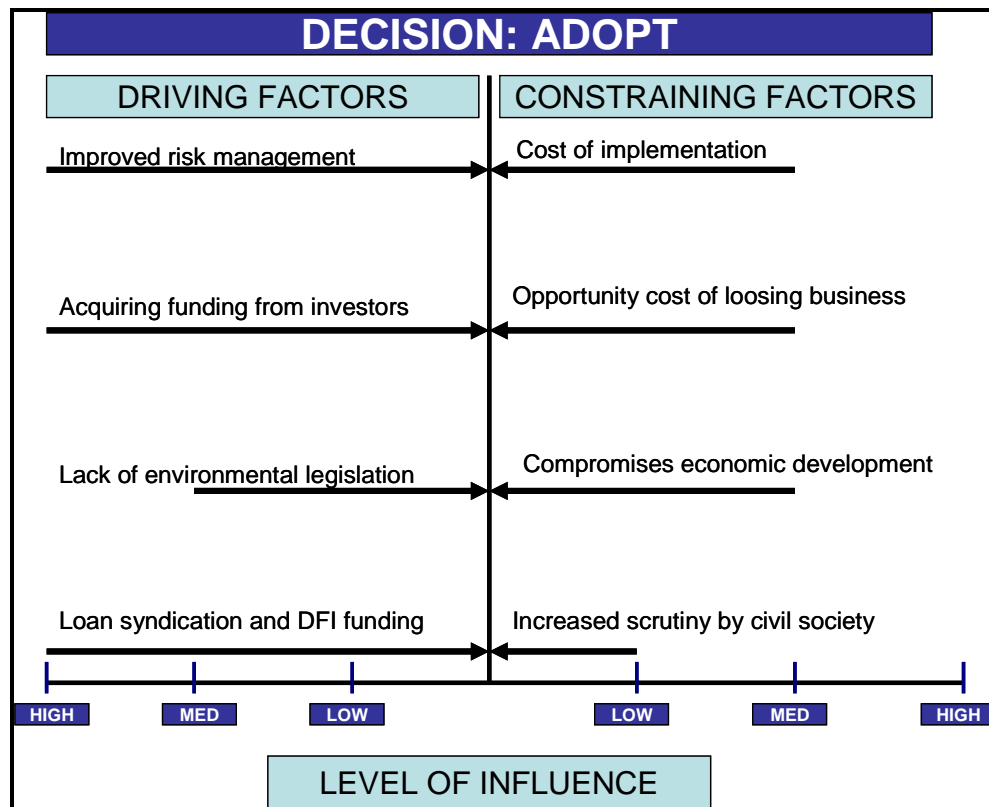 DECISION: ADOPT
DRIVING FACTORS
CONSTRAINING FACTORS
Improved risk management
Cost of implementation
Acquiring funding from investors
Opportunity cost of loosing business
Lack of environmental legislation
Compromises economic development
Loan syndication and DFI funding
Increased scrutiny by civil society
HIGH
MED
LOW
LOW
MED
HIGH
LEVEL OF INFLUENCE